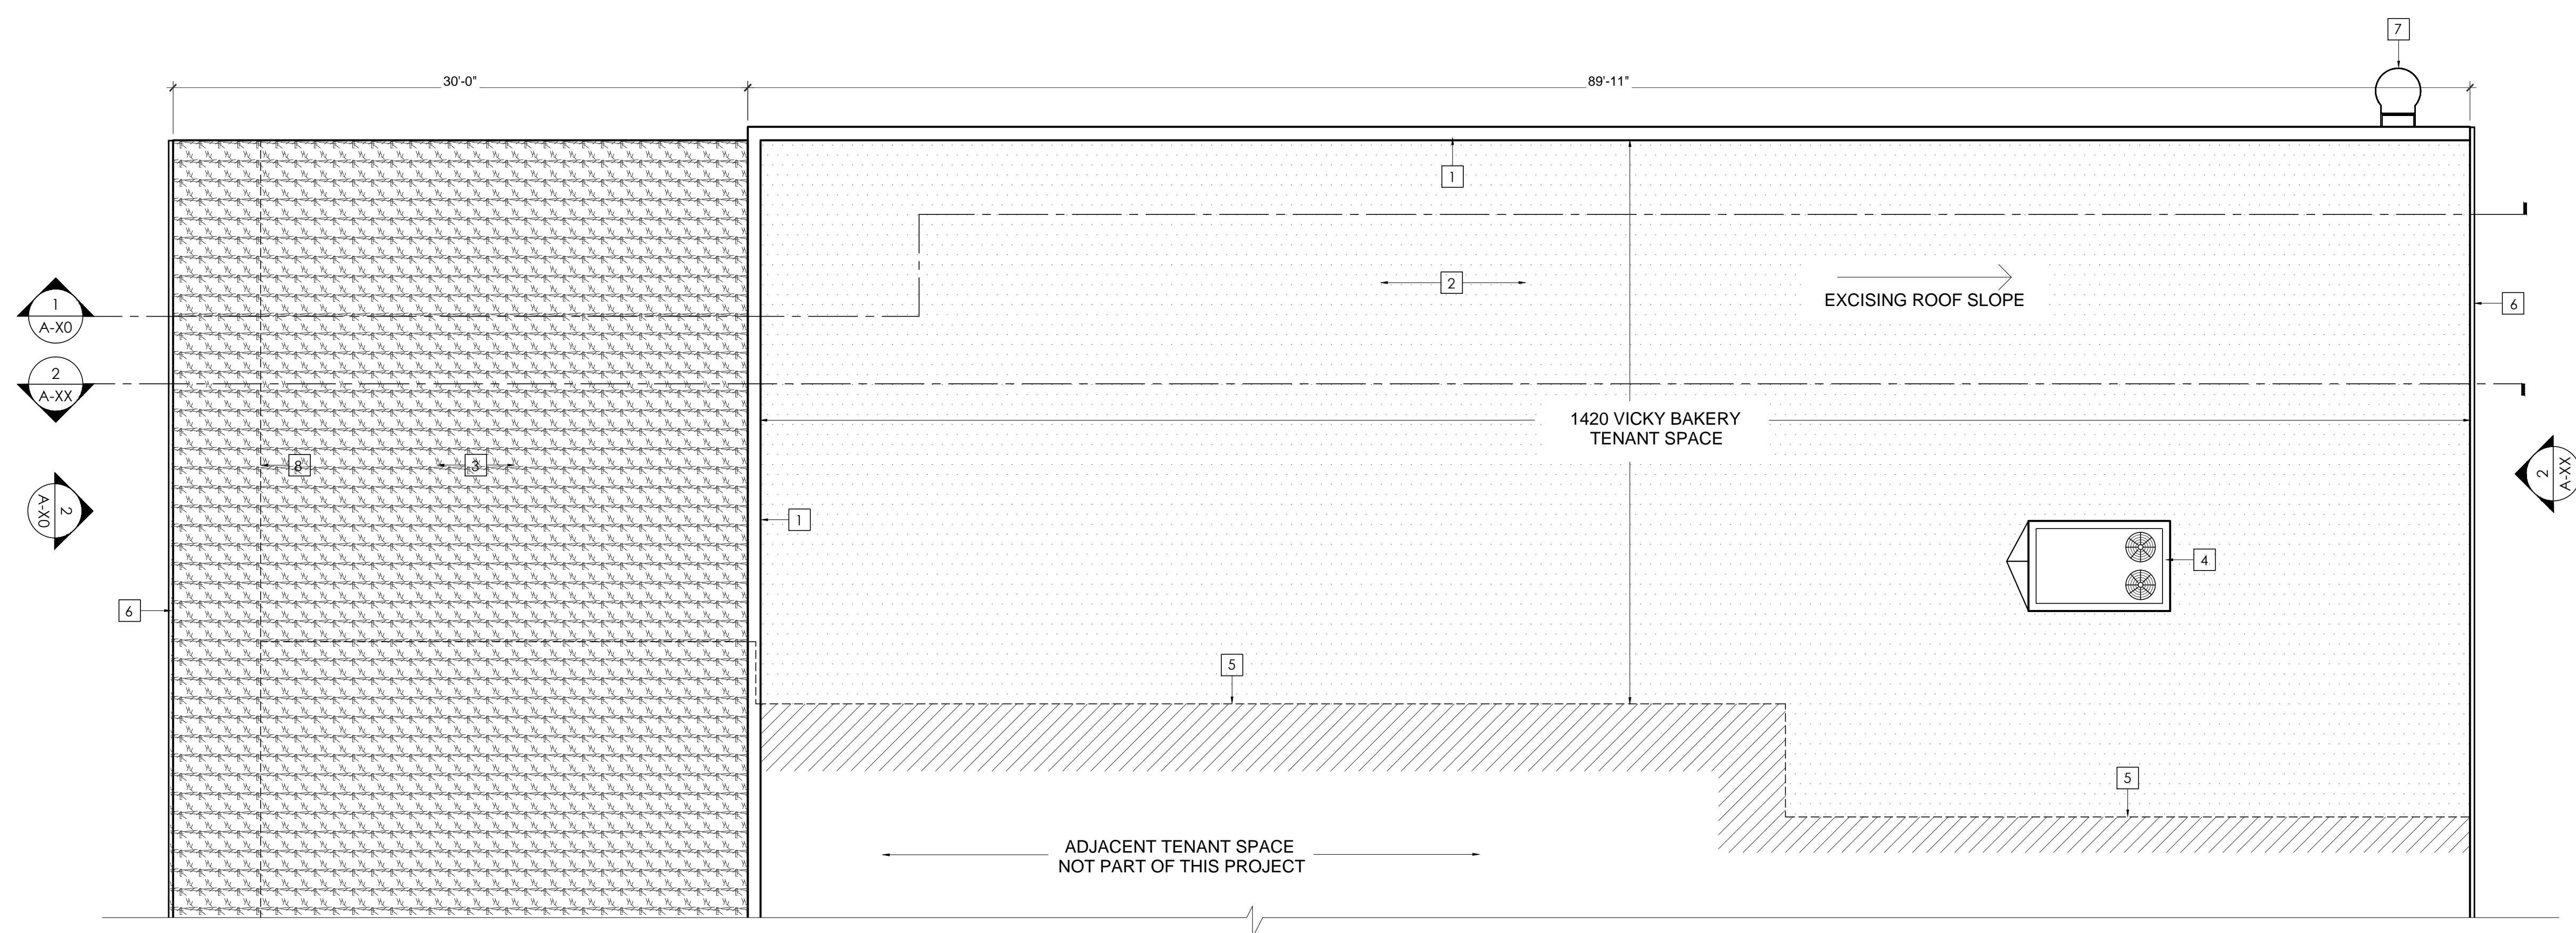 7
30'-0"
89'-11"
1
2
EXCISING ROOF SLOPE
6
1
A-X0
2
A-XX
1420 VICKY BAKERY
TENANT SPACE
8
3
2
A-X0
2
A-XX
1
4
6
5
5
ADJACENT TENANT SPACE
NOT PART OF THIS PROJECT